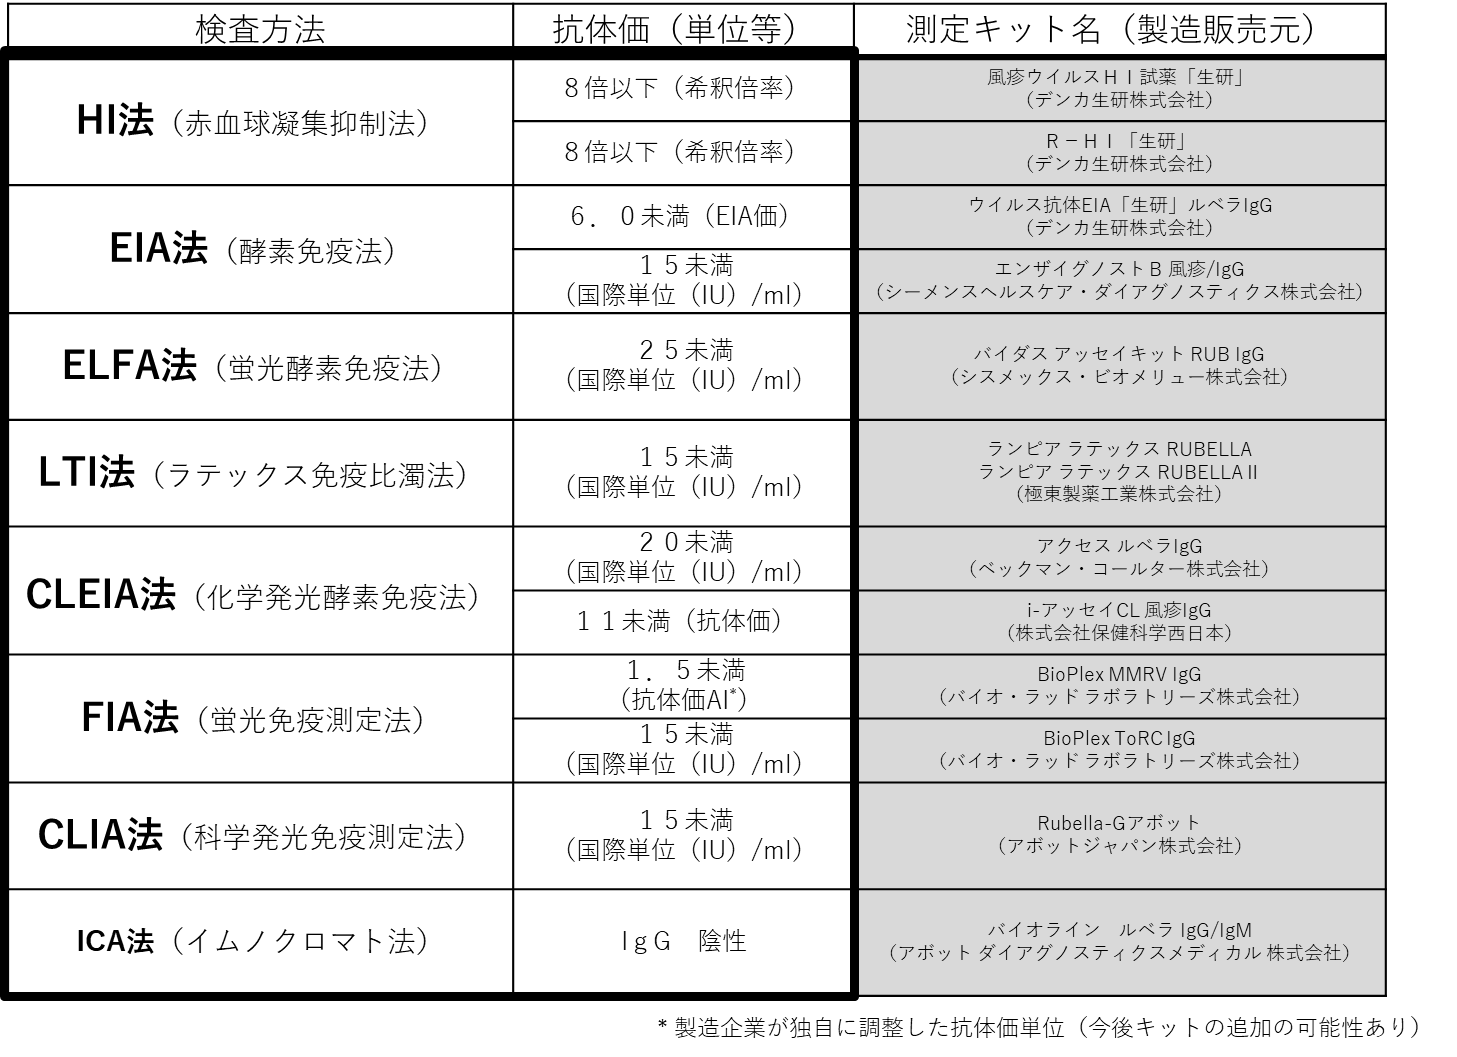 検査方法
抗体価（単位等）
測定キット名（製造販売元）
HI法（赤血球凝集抑制法）
８倍以下（希釈倍率）
風疹ウイルスＨＩ試薬「生研」
（デンカ生研株式会社）
８倍以下（希釈倍率）
Ｒ－ＨＩ「生研」
（デンカ生研株式会社）
EIA法（酵素免疫法）
６．０未満（EIA価）
ウイルス抗体EIA「生研」ルベラIgG
（デンカ生研株式会社）
１５未満
（国際単位（IU）/ml）
エンザイグノストＢ風疹/IgG
（シーメンスヘルスケア・ダイアグノスティクス株式会社）
ELFA法（蛍光酵素免疫法）
２５未満
（国際単位（IU）/ml）
バイダス アッセイキット RUB IgG
（シスメックス・ビオメリュー株式会社）
LTI法（ラテックス免疫比濁法）
１５未満
（国際単位（IU）/ml）
ランピア ラテックス RUBELLA
ランピア ラテックス RUBELLAⅡ
（極東製薬工業株式会社）
CLEIA法（化学発光酵素免疫法）
２０未満
（国際単位（IU）/ml）
アクセス ルベラIgG
（ベックマン・コールター株式会社）
１１未満（抗体価）
i-アッセイCL 風疹IgG
（株式会社保健科学西日本）
FIA法（蛍光免疫測定法）
１．５未満
（抗体価AI*）
BioPlex MMRV IgG
（バイオ・ラッド ラボラトリーズ株式会社）
１５未満
（国際単位（IU）/ml）
BioPlex ToRC IgG
（バイオ・ラッド ラボラトリーズ株式会社）
CLIA法（科学発光免疫測定法）
１５未満
（国際単位（IU）/ml）
Rubella-Gアボット
（アボットジャパン株式会社）
ICA法（イムノクロマト法）
IgG　陰性
バイオライン　ルベラ IgG/IgM
（アボット ダイアグノスティクスメディカル 株式会社）
* 製造企業が独自に調整した抗体価単位（今後キットの追加の可能性あり）